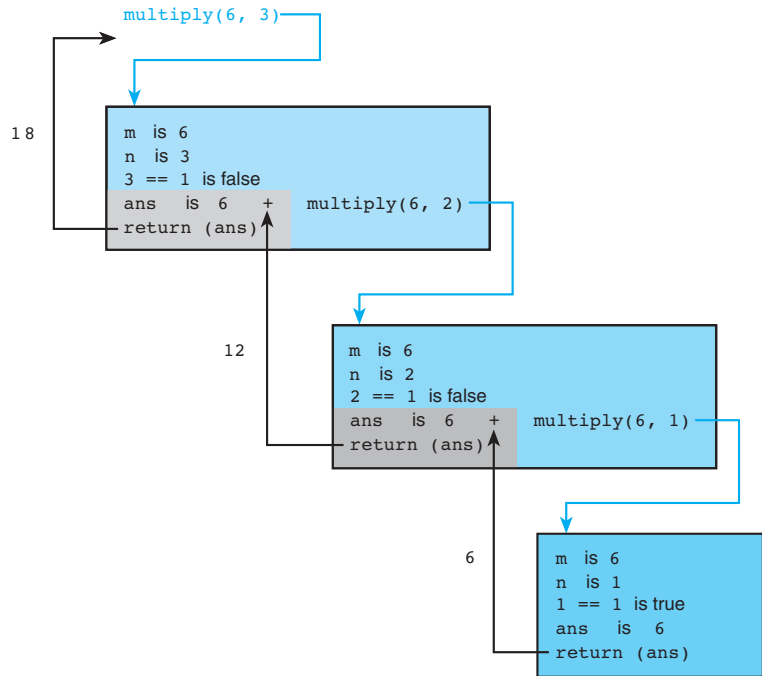 multiply(6, 3)
18
m is 6
n is 3
3 == 1 is false
ans is 6 + multiply(6, 2)
return (ans)
12
m is 6
n is 2
2 == 1 is false
ans is 6 + multiply(6, 1)
return (ans)
6
m is 6
n is 1
1 == 1 is true
ans is 6
return (ans)